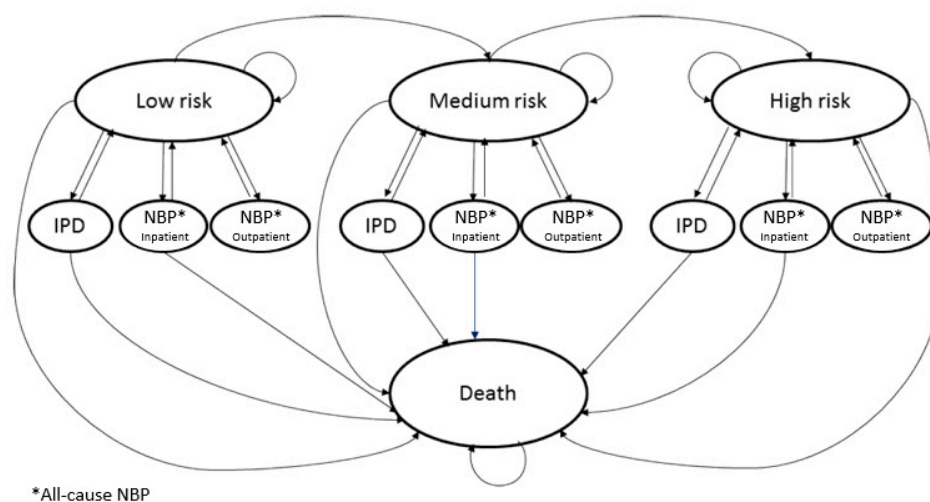 Low risk
Medium risk
High risk
IPD
NBP*
Inpatient
NBP*
Outpatient
IPD
NBP*
Inpatient
NBP*
Outpatient
IPD
NBP*
Inpatient
NBP*
Outpatient
Death
*All-cause NBP